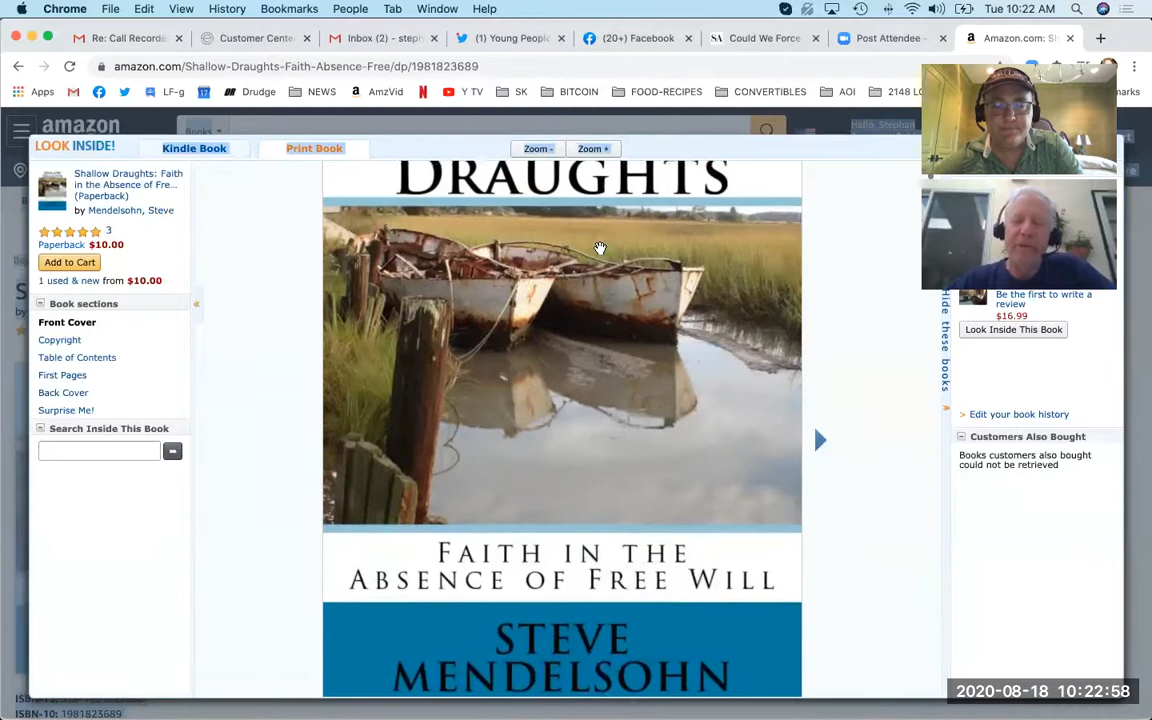 Chrome File Edit View History Bookmarks People Tab Window Help Tue 10:22 AM
Re: Call Recorde
Customer Cente
Inbox (2) - steph
(1) Young People
(20+) Facebook
Could We Force
Post Attendee -
Amazon.com: S
amazon.com/Shallow-Draughts-Faith-Absence-Free/dp/1981823689
Apps LF-g Drudge NEWS AmzVid Y TV SK BITCOIN FOOD-RECIPES CONVERTIBLES AOI 2148 LO
marks
amazon
Books
Hello, Stephan
LOOK INSIDE!
Kindle Book
Print Book
Zoom -
Zoom +
Shallow Draughts: Faith
in the Absence of Fre...
(Paperback)
by Mendelsohn, Steve
3
Paperback $10.00
Add to Cart
1 used & new from $10.00
Book sections
Front Cover
Copyright
Table of Contents
First Pages
Back Cover
Surprise Me!
Search Inside This Book
DRAUGHTS
FAITH IN THE
ABSENCE OF FREE WILL
STEVE
MENDELSOHN
Hide these books
Be the first to write a
review
$16.99
Look Inside This Book
> Edit your book history
Customers Also Bought
Books customers also bought
could not be retrieved
ISBN-10: 1981823689
2020-08-18 10:22:58